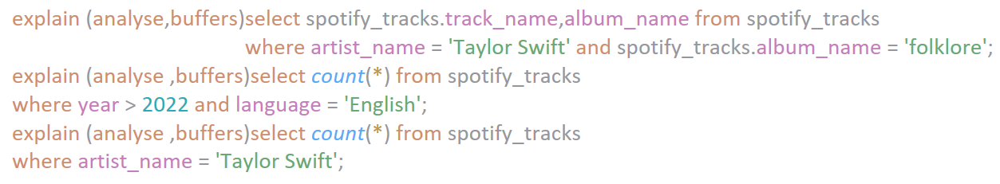 explain (analyse,buffers)select spotify_tracks.track_name,album_name from spotify_tracks
where artist_name = 'Taylor Swift' and spotify_tracks.album_name = 'folklore';
explain (analyse ,buffers)select count(*) from spotify_tracks
where year > 2022 and language = 'English';
explain (analyse ,buffers)select count(*) from spotify_tracks
where artist_name = 'Taylor Swift';